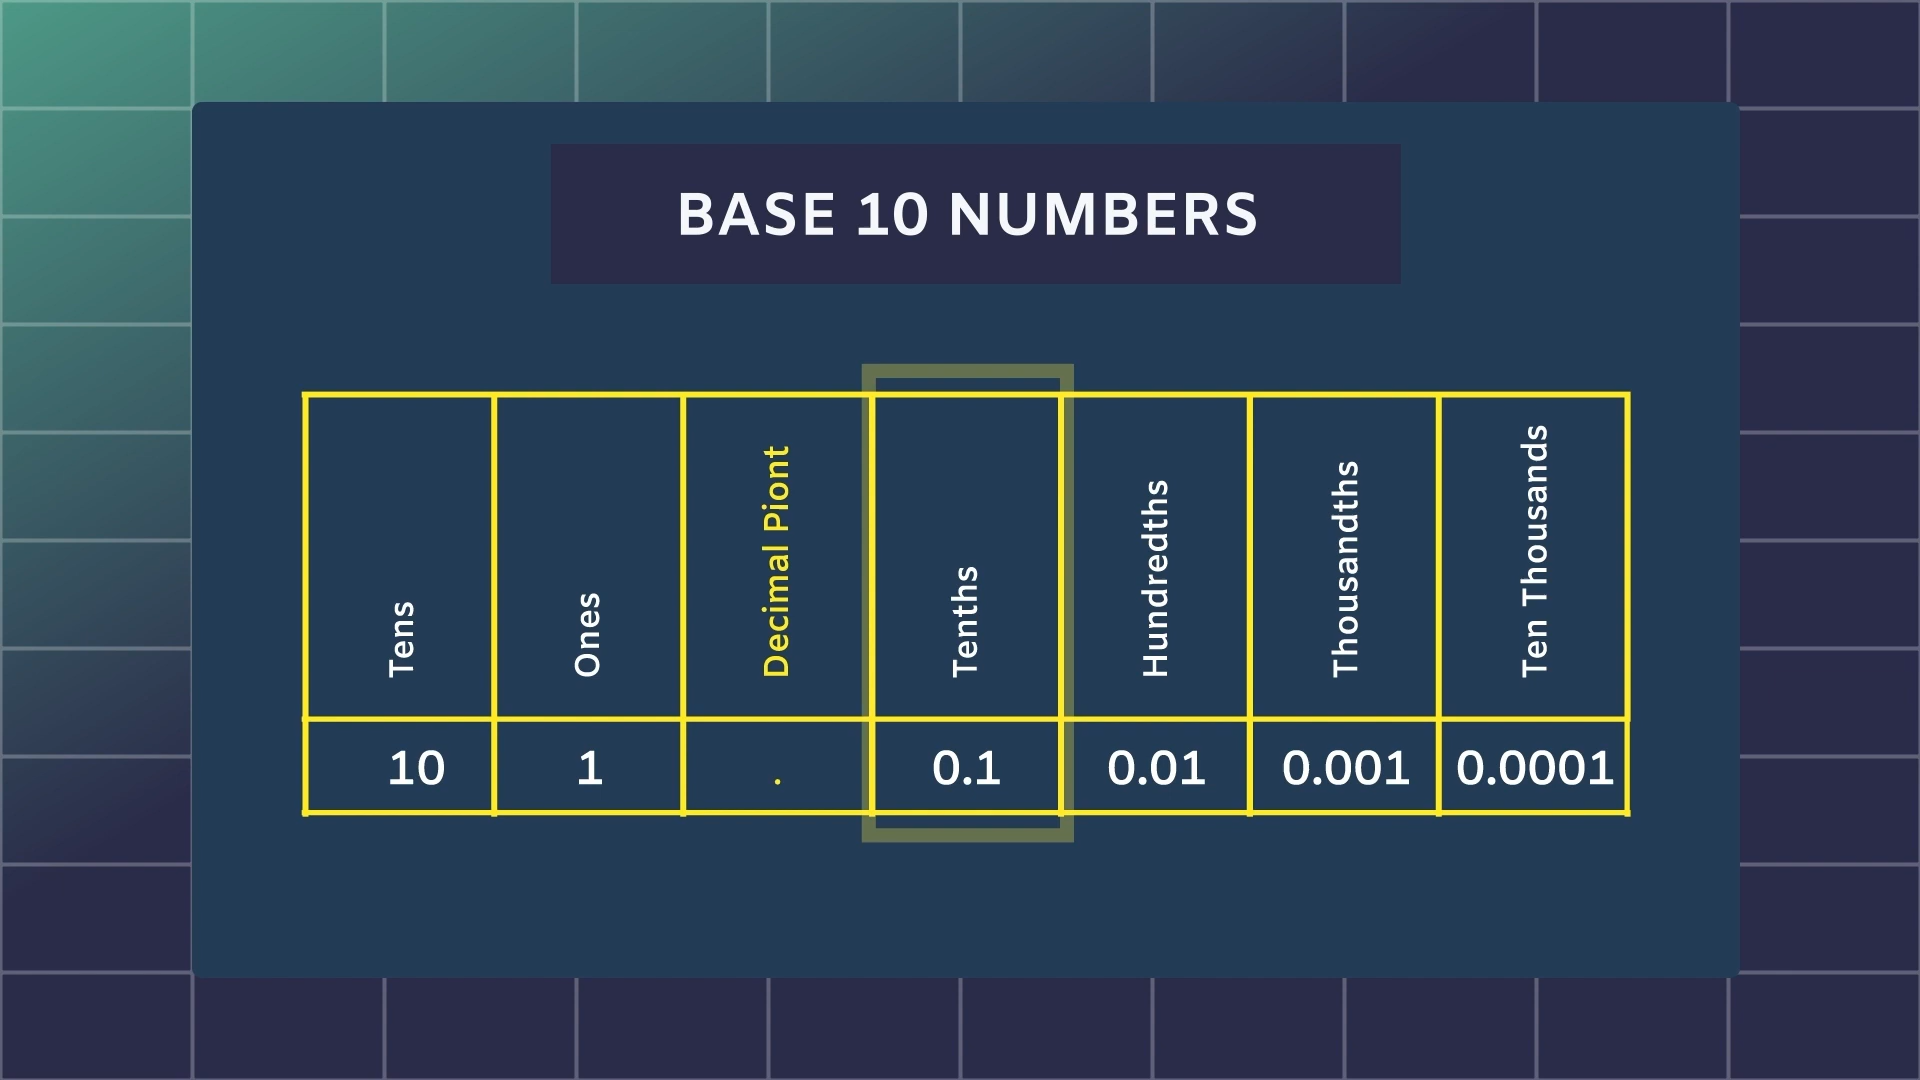 BASE 10 NUMBERS
Tens
Ones
Decimal Piont
Tenths
Hundredths
Thousandths
Ten Thousands
10
1
.
0.1
0.01
0.001
0.0001